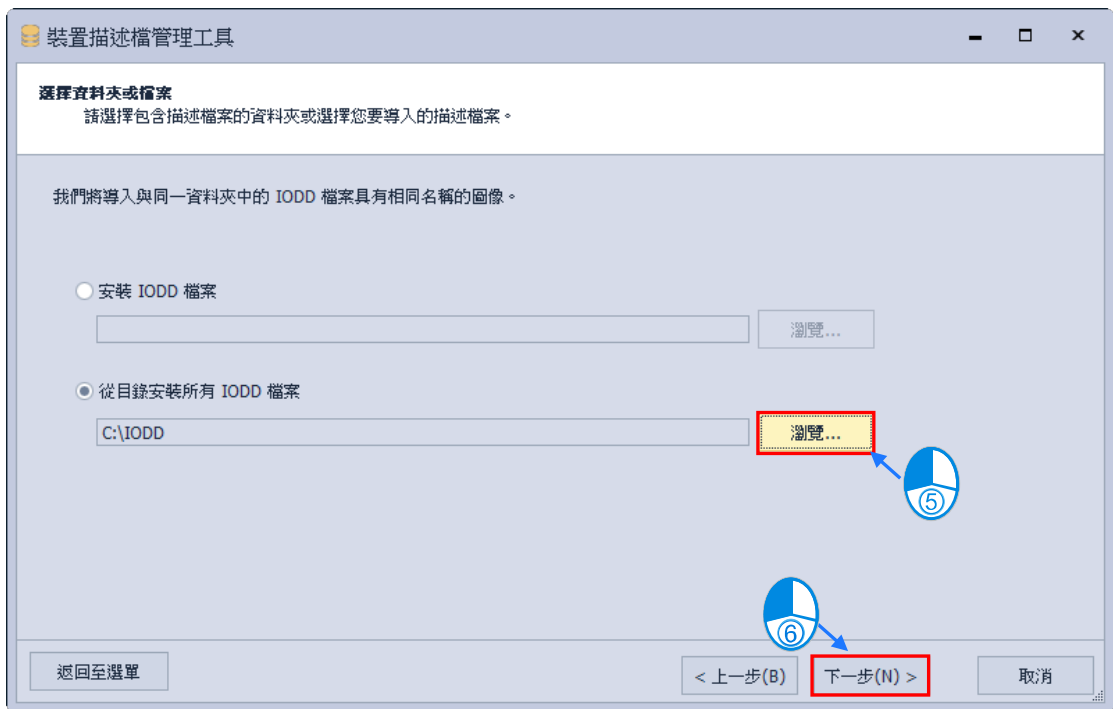 裝置描述檔管理工具
選擇資料夾或檔案
請選擇包含描述檔案的資料夾或選擇您要導入的描述檔案。
我們將導入與同一資料夾中的 IODD 檔案具有相同名稱的圖像。
安裝 IODD 檔案
瀏覽...
從目錄安裝所有 IODD 檔案
C:\IODD
瀏覽...
⑤
⑥
返回至選單
< 上一步(B)
下一步(N) >
取消